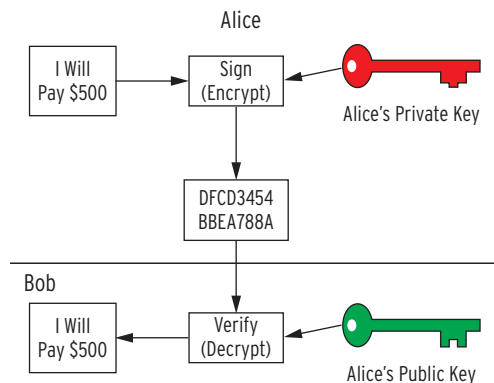 Alice
I Will
Pay $500
Sign
(Encrypt)
Alice's Private Key
DFCD3454
BBEA788A
Bob
I Will
Pay $500
Verify
(Decrypt)
Alice's Public Key